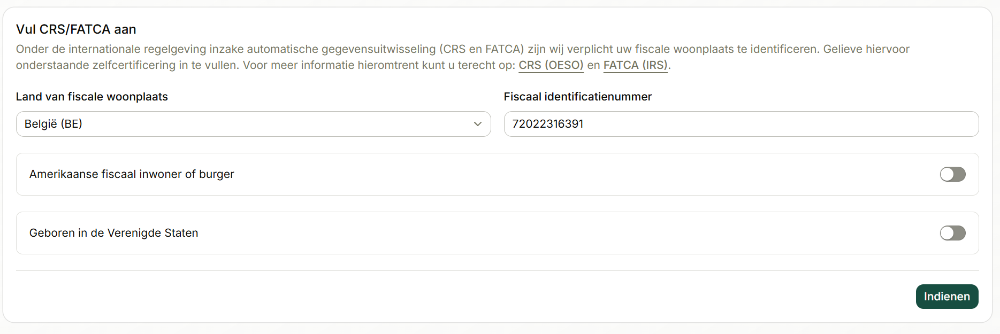 Vul CRS/FATCA aan
Onder de internationale regelgeving inzake automatische gegevensuitwisseling (CRS en FATCA) zijn wij verplicht uw fiscale woonplaats te identificeren. Gelieve hiervoor
onderstaande zelfcertificering in te vullen. Voor meer informatie hieromtrent kunt u terecht op: CRS (OESO) en FATCA (IRS).
Land van fiscale woonplaats
België (BE)
Fiscaal identificatienummer
72022316391
Amerikaanse fiscaal inwoner of burger
Geboren in de Verenigde Staten
Indienen